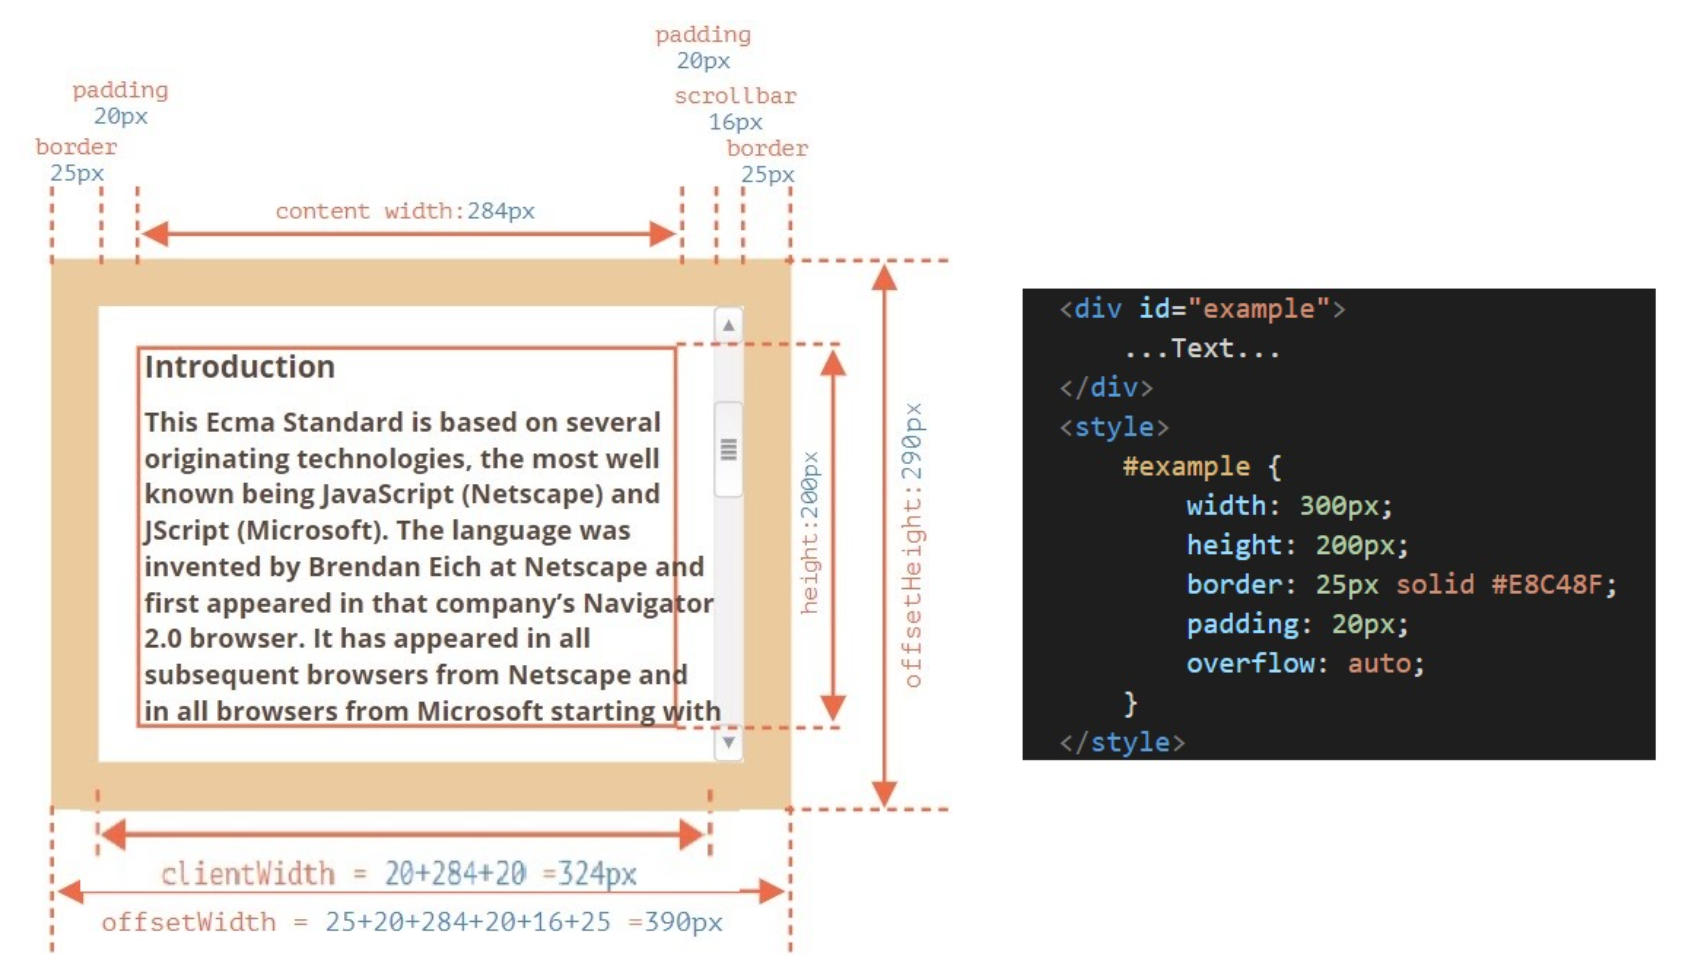 padding
20px
scrollbar
16px
border
25px
padding
20px
border
25px
content width:284px
Introduction
This Ecma Standard is based on several
originating technologies, the most well
known being JavaScript (Netscape) and
JScript (Microsoft). The language was
invented by Brendan Eich at Netscape and
first appeared in that company’s Navigator
2.0 browser. It has appeared in all
subsequent browsers from Netscape and
in all browsers from Microsoft starting with
height:200px
offsetHeight:290px
clientWidth = 20+284+20 =324px
offsetWidth = 25+20+284+20+16+25 =390px
<div id="example">
...Text...
</div>
<style>
#example {
width: 300px;
height: 200px;
border: 25px solid #E8C48F;
padding: 20px;
overflow: auto;
}
</style>